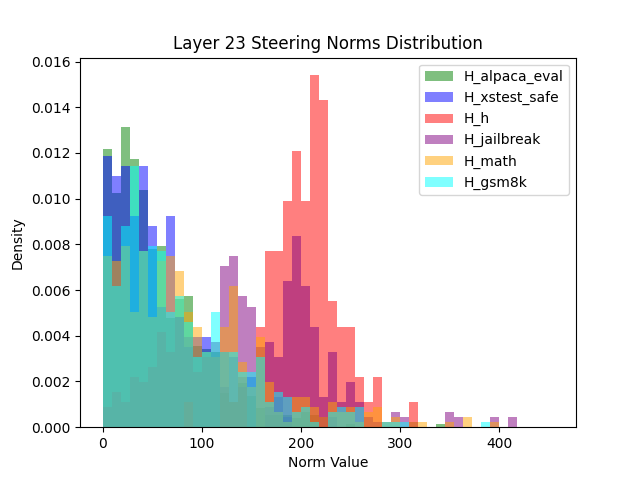 Layer 23 Steering Norms Distribution
0.016
0.014
0.012
0.010
0.008
0.006
0.004
0.002
0.000
Density
H_alpaca_eval
H_xstest_safe
H_h
H_jailbreak
H_math
H_gsm8k
0 100 200 300 400
Norm Value